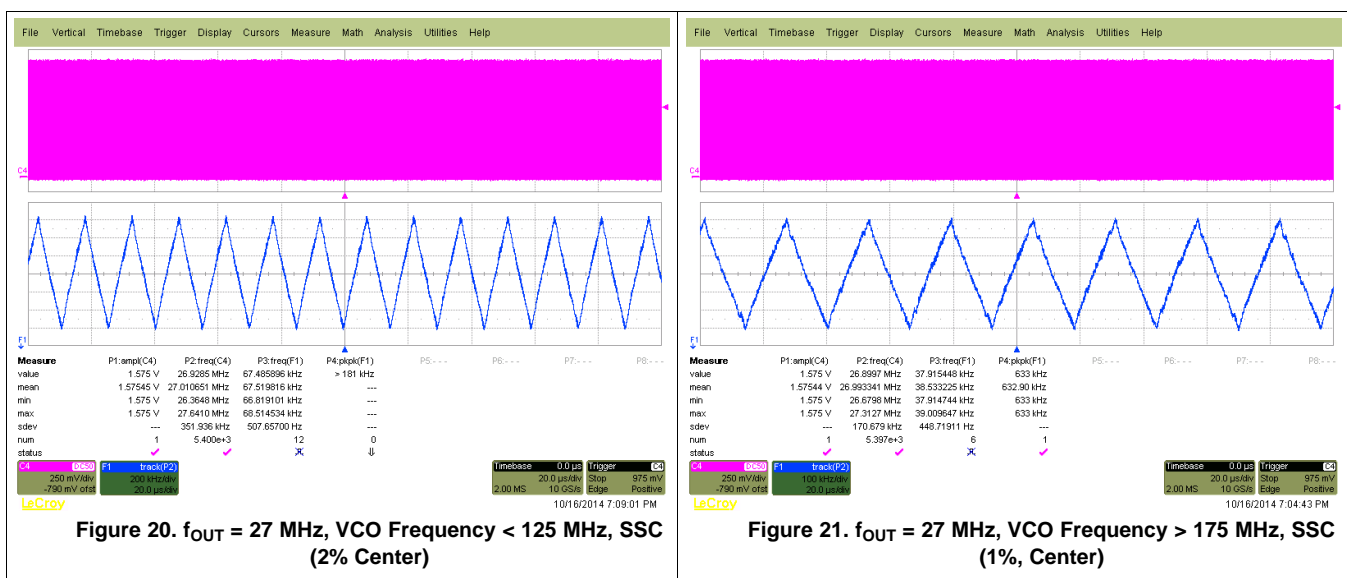 File Vertical Timebase Trigger Display Cursors Measure Math Analysis Utilities Help
C4
F1
Measure P1:ampl(C4) P2:freq(C4) P3:freq(F1) P4:pkpk(F1) P5:- - - P6:- - - P7:- - - P8:- - -
value 1.575 V 26.9285 MHz 67.485896 kHz > 181 kHz
mean 1.57545 V 27.010651 MHz 67.519816 kHz ---
min 1.575 V 26.3648 MHz 66.819101 kHz ---
max 1.575 V 27.6410 MHz 68.514534 kHz ---
sdev --- 351.936 kHz 507.65700 Hz ---
num 1 5.400e+3 12 0
status
C4 DC50 F1 track(P2) Timebase 0.0 µs Trigger C4
250 mV/div 200 kHz/div 20.0 µs/div Stop 975 mV
-790 mV ofst 20.0 µs/div 2.00 MS 10 GS/s Edge Positive
LeCroy 10/16/2014 7:09:01 PM
Figure 20. fOUT = 27 MHz, VCO Frequency < 125 MHz, SSC
(2% Center)
File Vertical Timebase Trigger Display Cursors Measure Math Analysis Utilities Help
C4
F1
Measure P1:ampl(C4) P2:freq(C4) P3:freq(F1) P4:pkpk(F1) P5:- - - P6:- - - P7:- - - P8:- - -
value 1.575 V 26.8997 MHz 37.915448 kHz 633 kHz
mean 1.57544 V 26.993341 MHz 38.533225 kHz 632.90 kHz
min 1.575 V 26.6798 MHz 37.914744 kHz 633 kHz
max 1.575 V 27.3127 MHz 39.009647 kHz 633 kHz
sdev --- 170.679 kHz 448.71911 Hz ---
num 1 5.397e+3 6 1
status
C4 DC50 F1 track(P2) Timebase 0.0 µs Trigger C4
250 mV/div 100 kHz/div 20.0 µs/div Stop 975 mV
-790 mV ofst 20.0 µs/div 2.00 MS 10 GS/s Edge Positive
LeCroy 10/16/2014 7:04:43 PM
Figure 21. fOUT = 27 MHz, VCO Frequency > 175 MHz, SSC
(1%, Center)